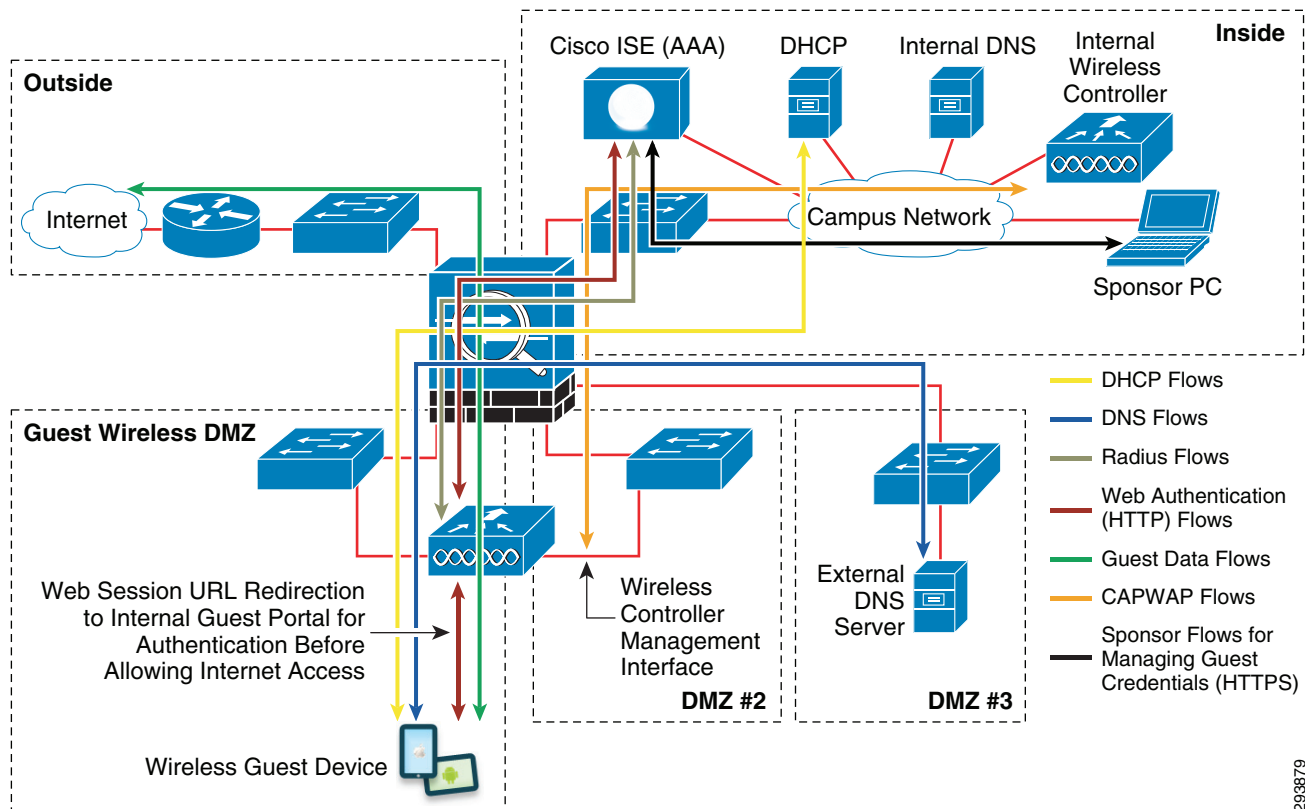 Inside
Cisco ISE (AAA)
DHCP
Internal DNS
Internal
Wireless
Controller
Outside
Internet
Campus Network
Sponsor PC
DHCP Flows
DNS Flows
Radius Flows
Web Authentication
(HTTP) Flows
Guest Data Flows
CAPWAP Flows
Sponsor Flows for
Managing Guest
Credentials (HTTPS)
Guest Wireless DMZ
Web Session URL Redirection
to Internal Guest Portal for
Authentication Before
Allowing Internet Access
Wireless
Controller
Management
Interface
DMZ #2
External
DNS
Server
DMZ #3
Wireless Guest Device
293879